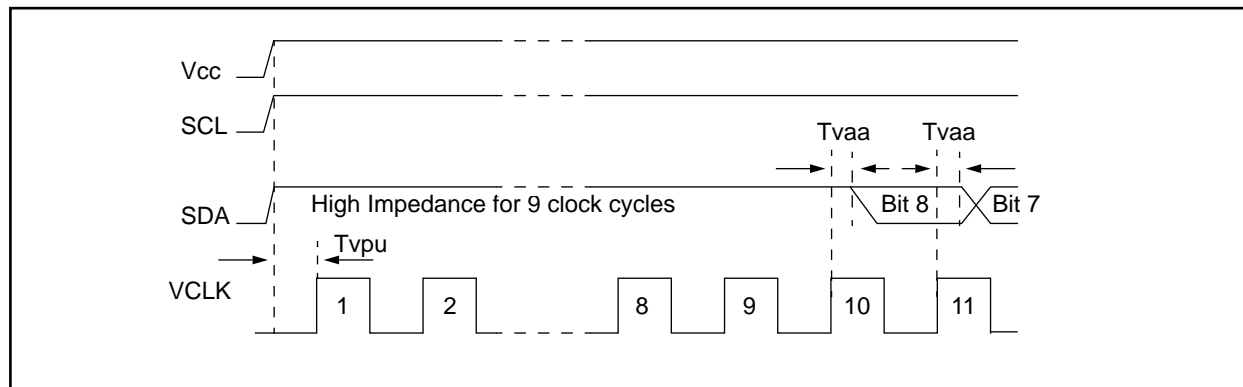 Vcc
SCL
Tvaa Tvaa
SDA High Impedance for 9 clock cycles Bit 8 Bit 7
Tvpu
VCLK
1 2 8 9 10 11